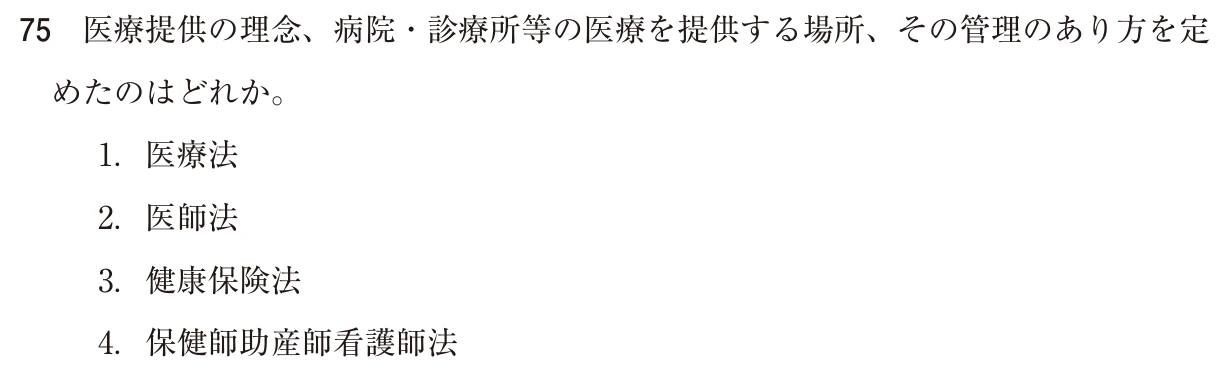 75 医療提供の理念、病院・診療所等の医療を提供する場所、その管理のあり方を定
めたのはどれか。
1. 医療法
2. 医師法
3. 健康保険法
4. 保健師助産師看護師法